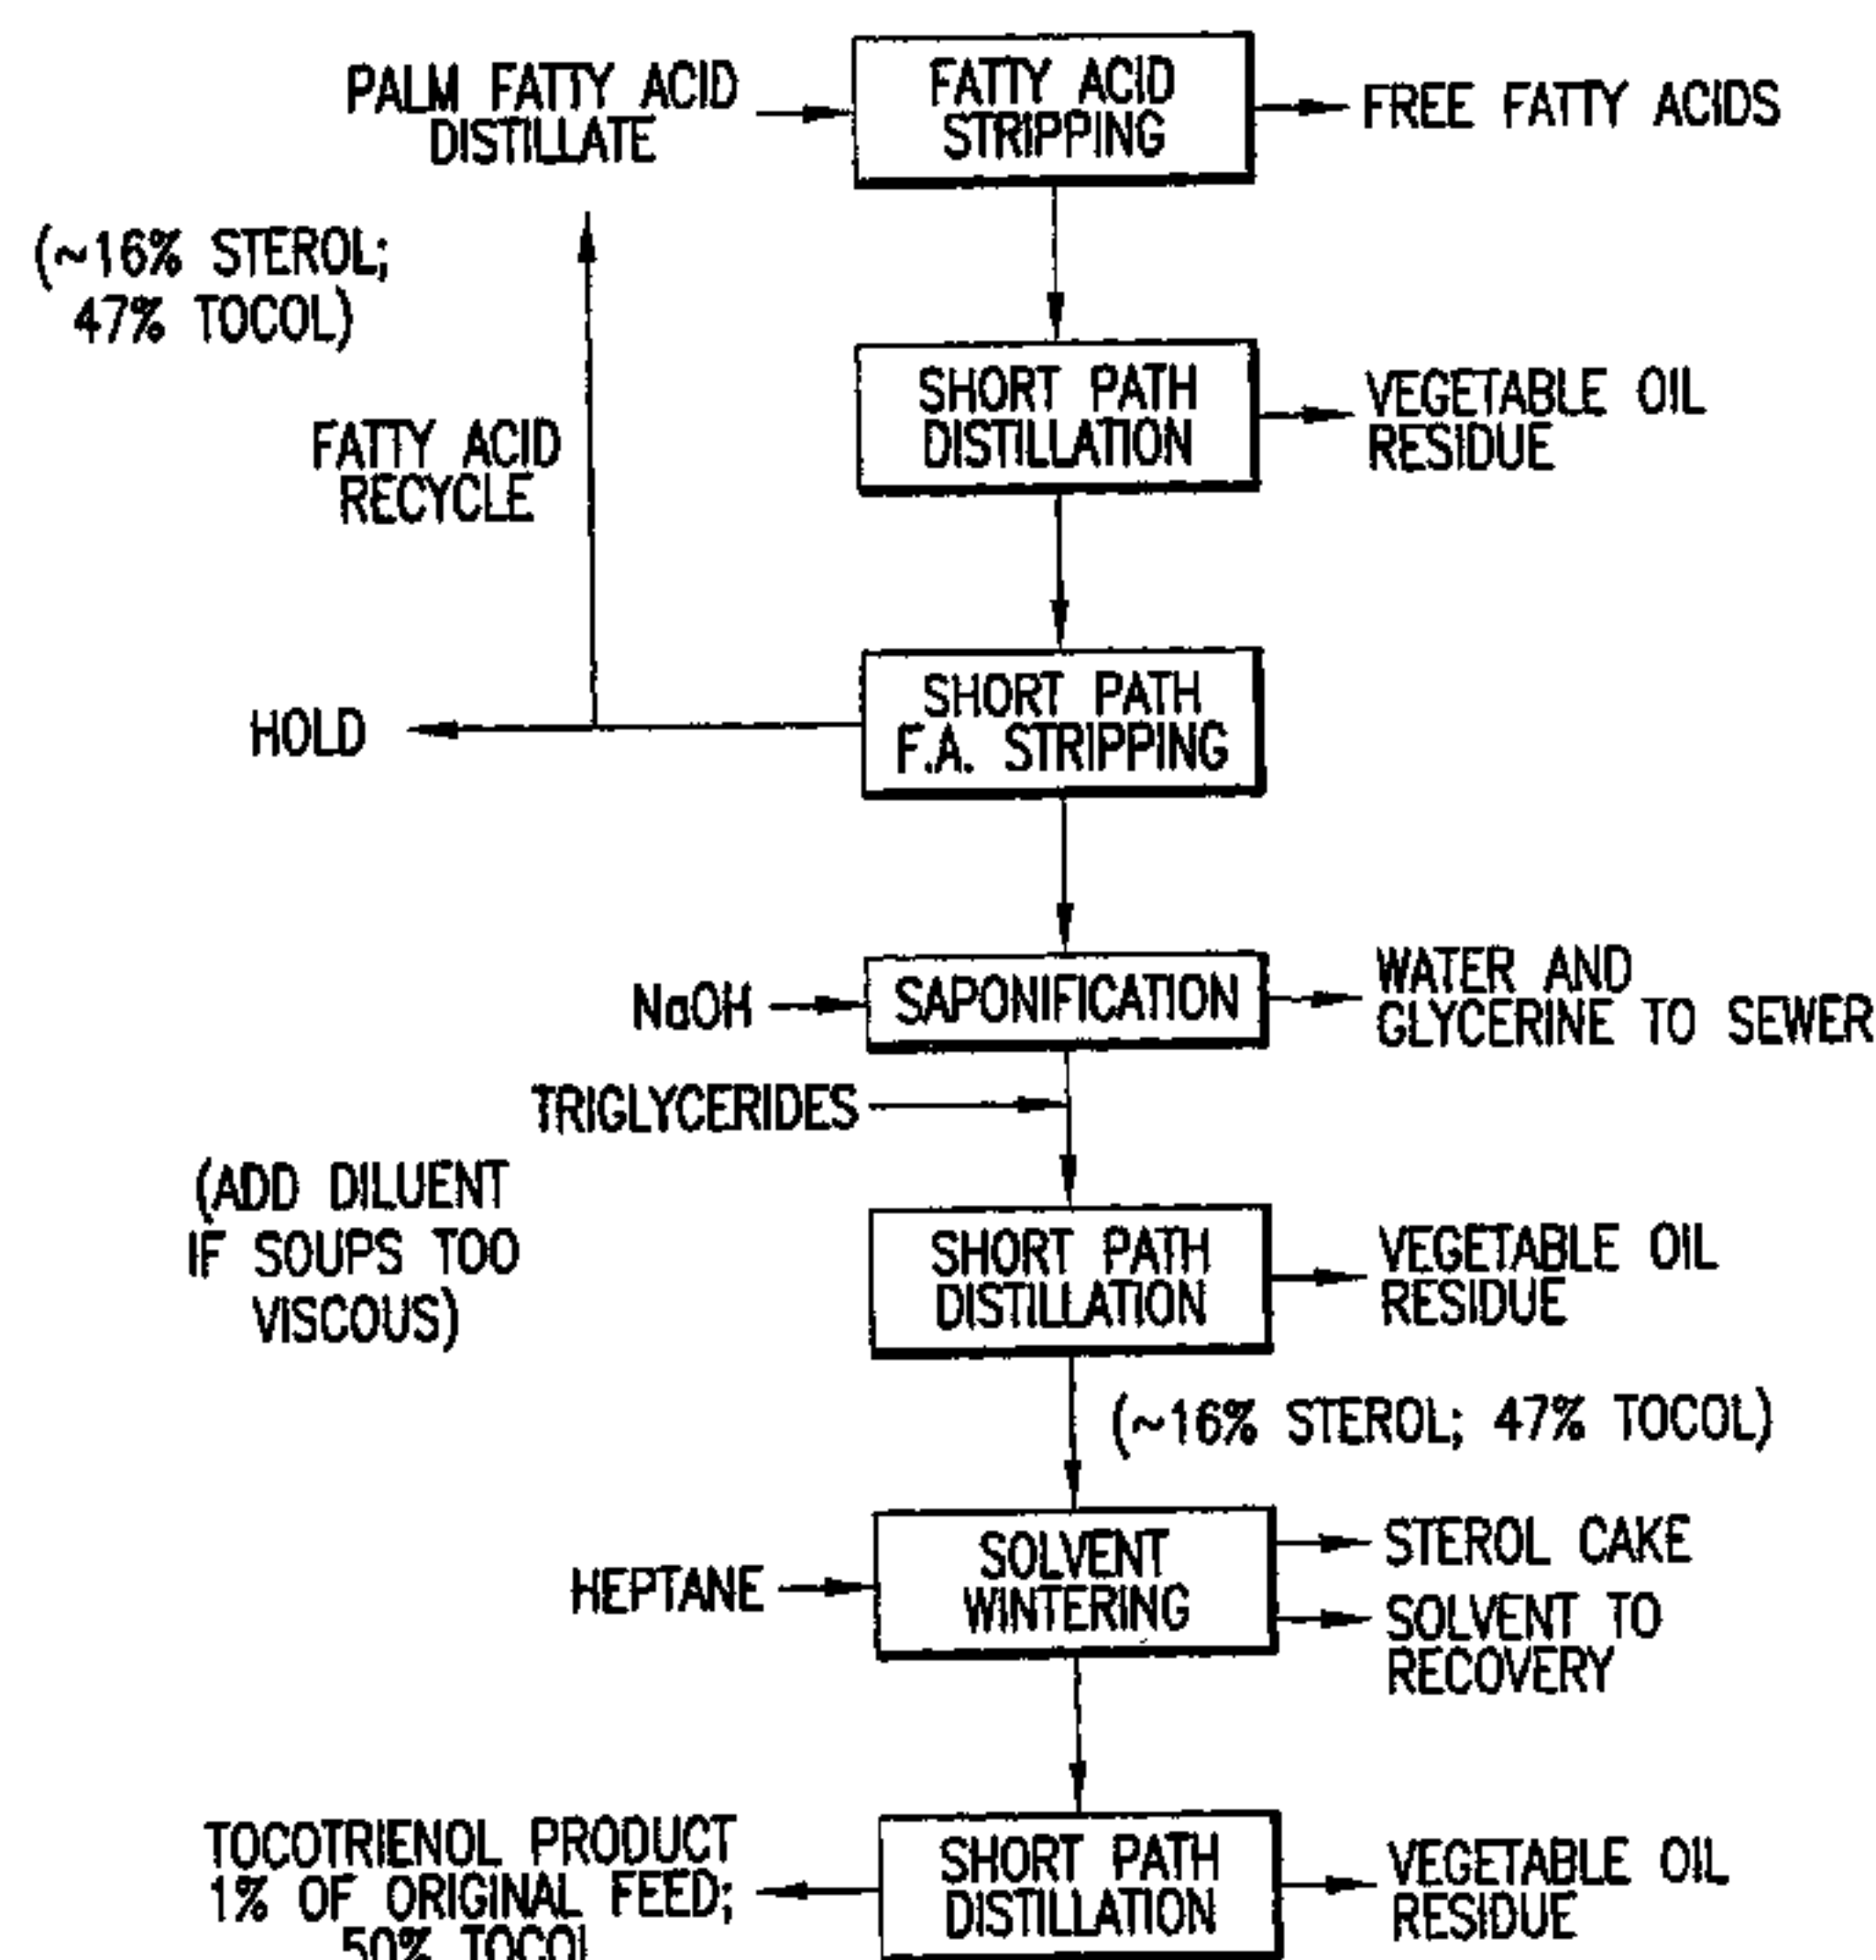 PALM FATTY ACID
DISTILLATE
FATTY ACID
STRIPPING
FREE FATTY ACIDS
(~16% STEROL;
47% TOCOL)
SHORT PATH
DISTILLATION
VEGETABLE OIL
RESIDUE
FATTY ACID
RECYCLE
HOLD
SHORT PATH
F.A. STRIPPING
NaOH
SAPONIFICATION
WATER AND
GLYCERINE TO SEWER
TRIGLYCERIDES
(ADD DILUENT
IF SOUPS TOO
VISCOUS)
SHORT PATH
DISTILLATION
VEGETABLE OIL
RESIDUE
(~16% STEROL; 47% TOCOL)
HEPTANE
SOLVENT
WINTERING
STEROL CAKE
SOLVENT TO
RECOVERY
TOCOTRIENOL PRODUCT
1% OF ORIGINAL FEED;
50% TOCOL
SHORT PATH
DISTILLATION
VEGETABLE OIL
RESIDUE